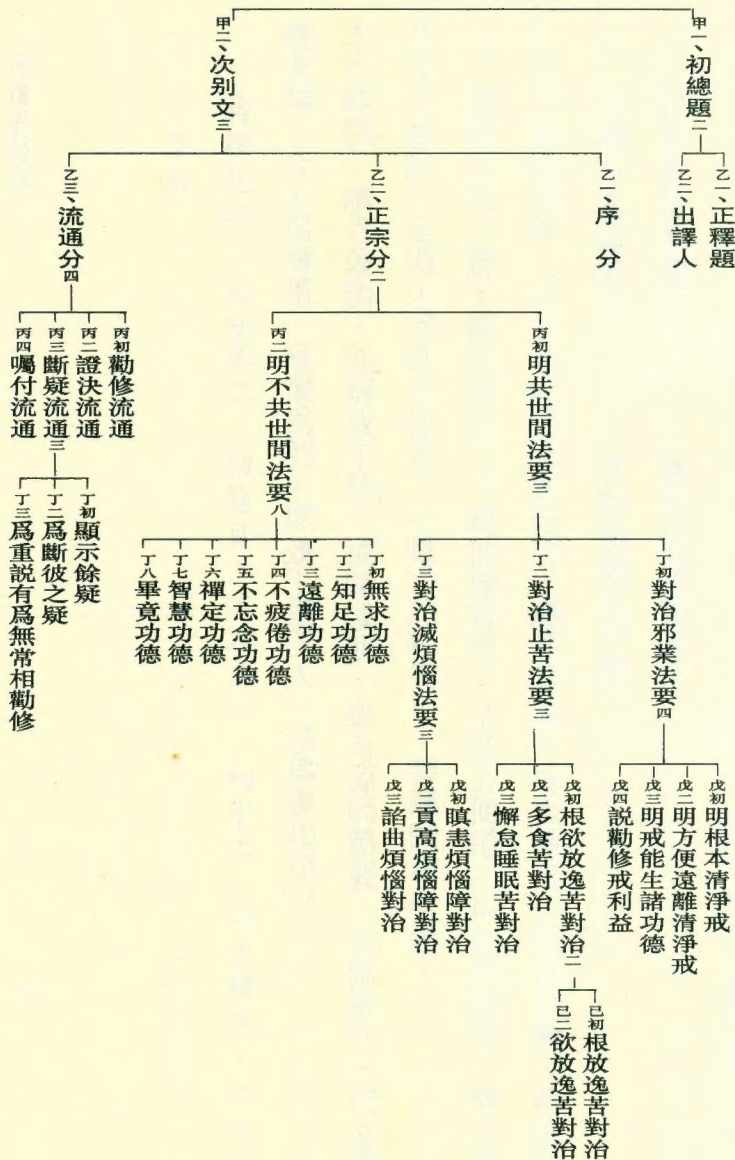 甲一、初總題二
乙一、正釋題
乙二、出譯人
甲二、次別文三
乙一、序分
乙二、正宗分二
丙初明共世間法要三
丁初對治邪業法要四
戊初明根本清淨戒
戊二明方便遠離清淨戒
戊三明戒能生諸功德
戊四說勸修戒利益
丁二對治止苦法要三
戊初根欲放逸苦對治二
已初根放逸苦對治
已二欲放逸苦對治
戊二多食苦對治
戊三懈怠睡眠苦對治
丁三對治滅煩惱法要三
戊初瞋恚煩惱障對治
戊二貢高煩惱障對治
戊三諂曲煩惱對治
丙二明不共世間法要八
丁初無求功德
丁二知足功德
丁三遠離功德
丁四不疲倦功德
丁五不忘念功德
丁六禪定功德
丁七智慧功德
丁八畢竟功德
乙三、流通分四
丙初勸修流通
丙二證決流通
丙三斷疑流通三
丁初顯示餘疑
丁二爲斷彼之疑
丁三爲重説有爲無常相勸修
丙四囑付流通